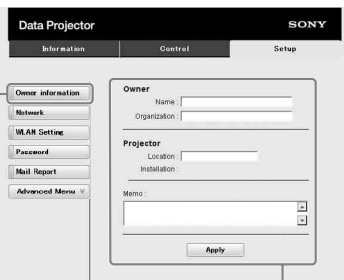 Data Projector SONY
Information Control Setup
Owner information
Network
WLAN Setting
Password
Mail Report
Advanced Menu
Owner
Name :
Organization :
Projector
Location :
Installation :
Memo :
Apply